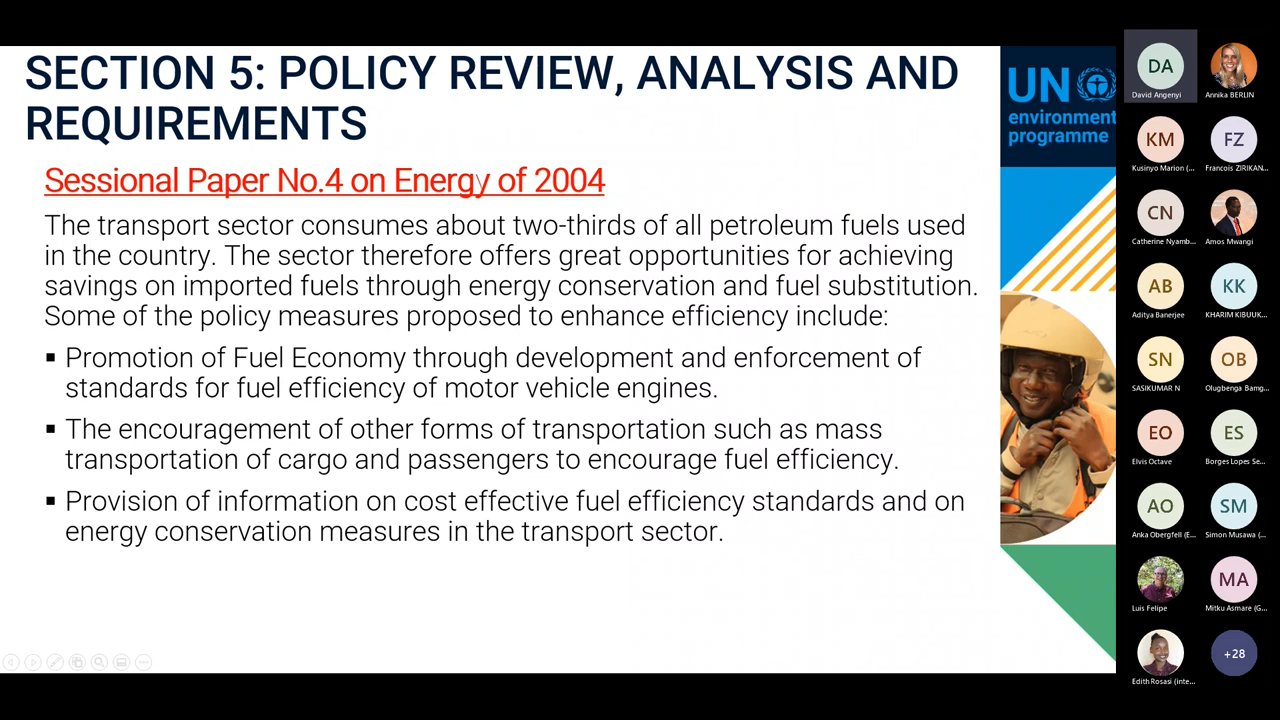 SECTION 5: POLICY REVIEW, ANALYSIS AND
REQUIREMENTS
Sessional Paper No.4 on Energy of 2004
The transport sector consumes about two-thirds of all petroleum fuels used
in the country. The sector therefore offers great opportunities for achieving
savings on imported fuels through energy conservation and fuel substitution.
Some of the policy measures proposed to enhance efficiency include:
▪ Promotion of Fuel Economy through development and enforcement of
standards for fuel efficiency of motor vehicle engines.
▪ The encouragement of other forms of transportation such as mass
transportation of cargo and passengers to encourage fuel efficiency.
▪ Provision of information on cost effective fuel efficiency standards and on
energy conservation measures in the transport sector.
UN
environment
programme
DA
David Angenyi
Annika BERLIN
KM
Kusinyo Marion (...
FZ
Francois ZIRIKAN...
CN
Catherine Nyamb...
Amos Mwangi
AB
Aditya Banerjee
KK
KHARIM KIBUUK...
SN
SASIKUMAR N
OB
Olugbenga Bamg...
EO
Elvis Octave
ES
Borges Lopes Se...
AO
Anka Obergfell (E...
SM
Simon Musawa (...
Luis Felipe
MA
Mitku Asmare (G...
Edith Rosasi (inte...
+28